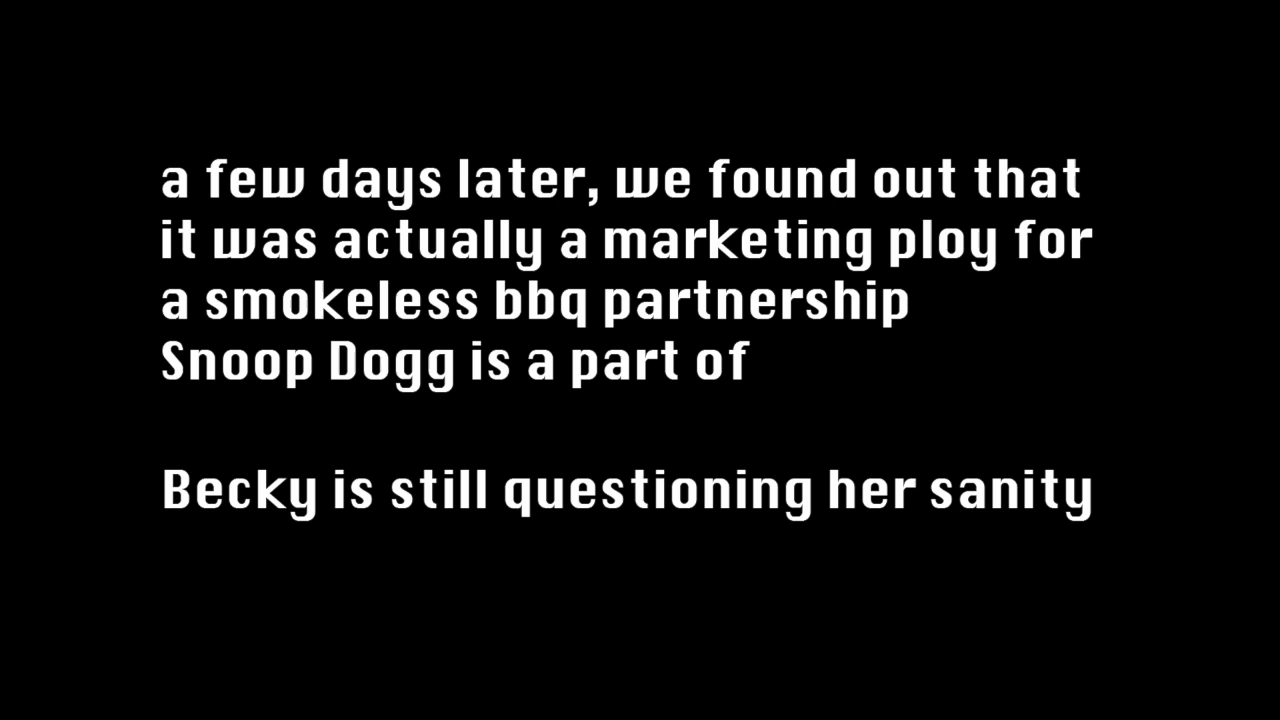 a few days later, we found out that
it was actually a marketing ploy for
a smokeless bbq partnership
Snoop Dogg is a part of
Becky is still questioning her sanity